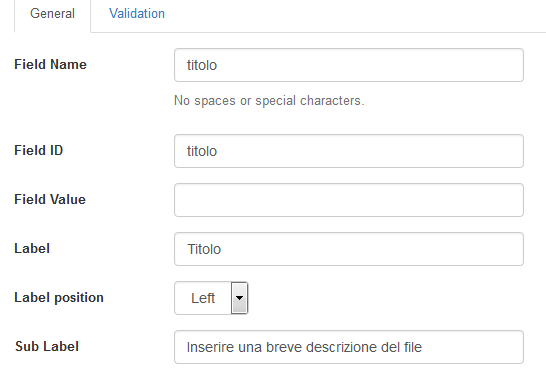 General Validation
Field Name titolo
No spaces or special characters.
Field ID titolo
Field Value
Label Titolo
Label position Left
Sub Label Inserire una breve descrizione del file